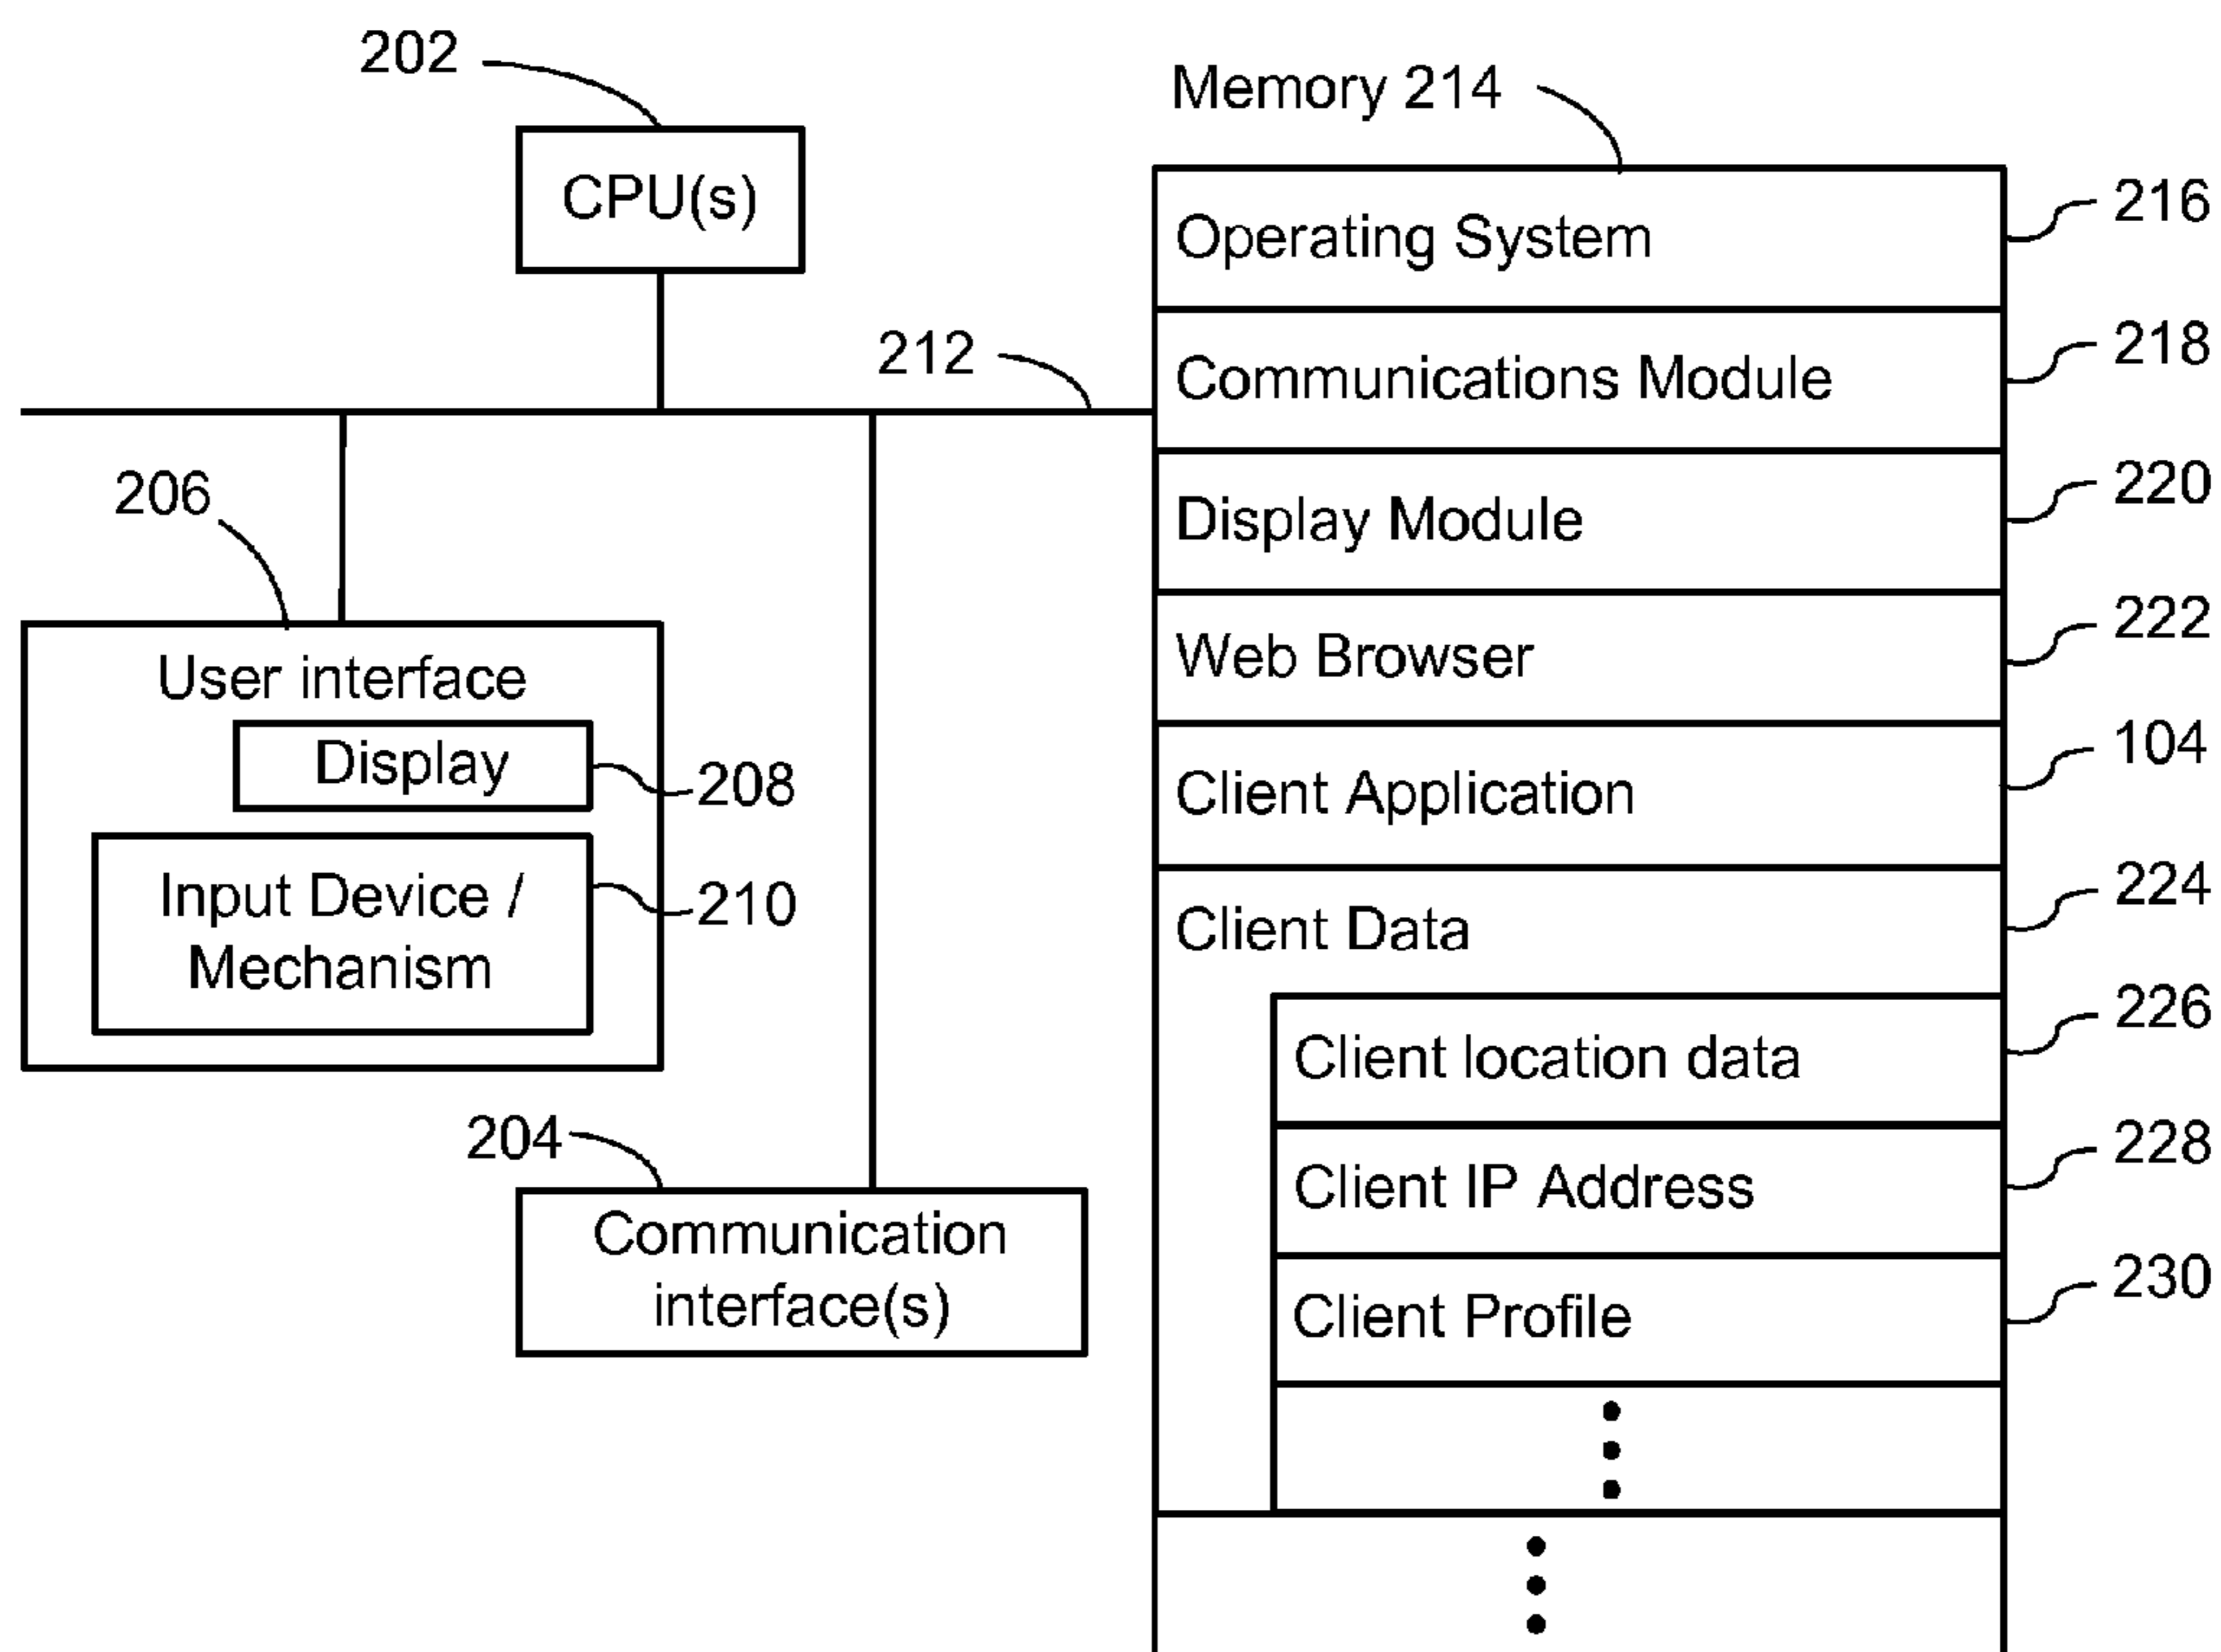 202
CPU(s)
212
206
User interface
Display
208
Input Device /
Mechanism
210
204
Communication
interface(s)
Memory 214
Operating System
216
Communications Module
218
Display Module
220
Web Browser
222
Client Application
104
Client Data
224
Client location data
226
Client IP Address
228
Client Profile
230